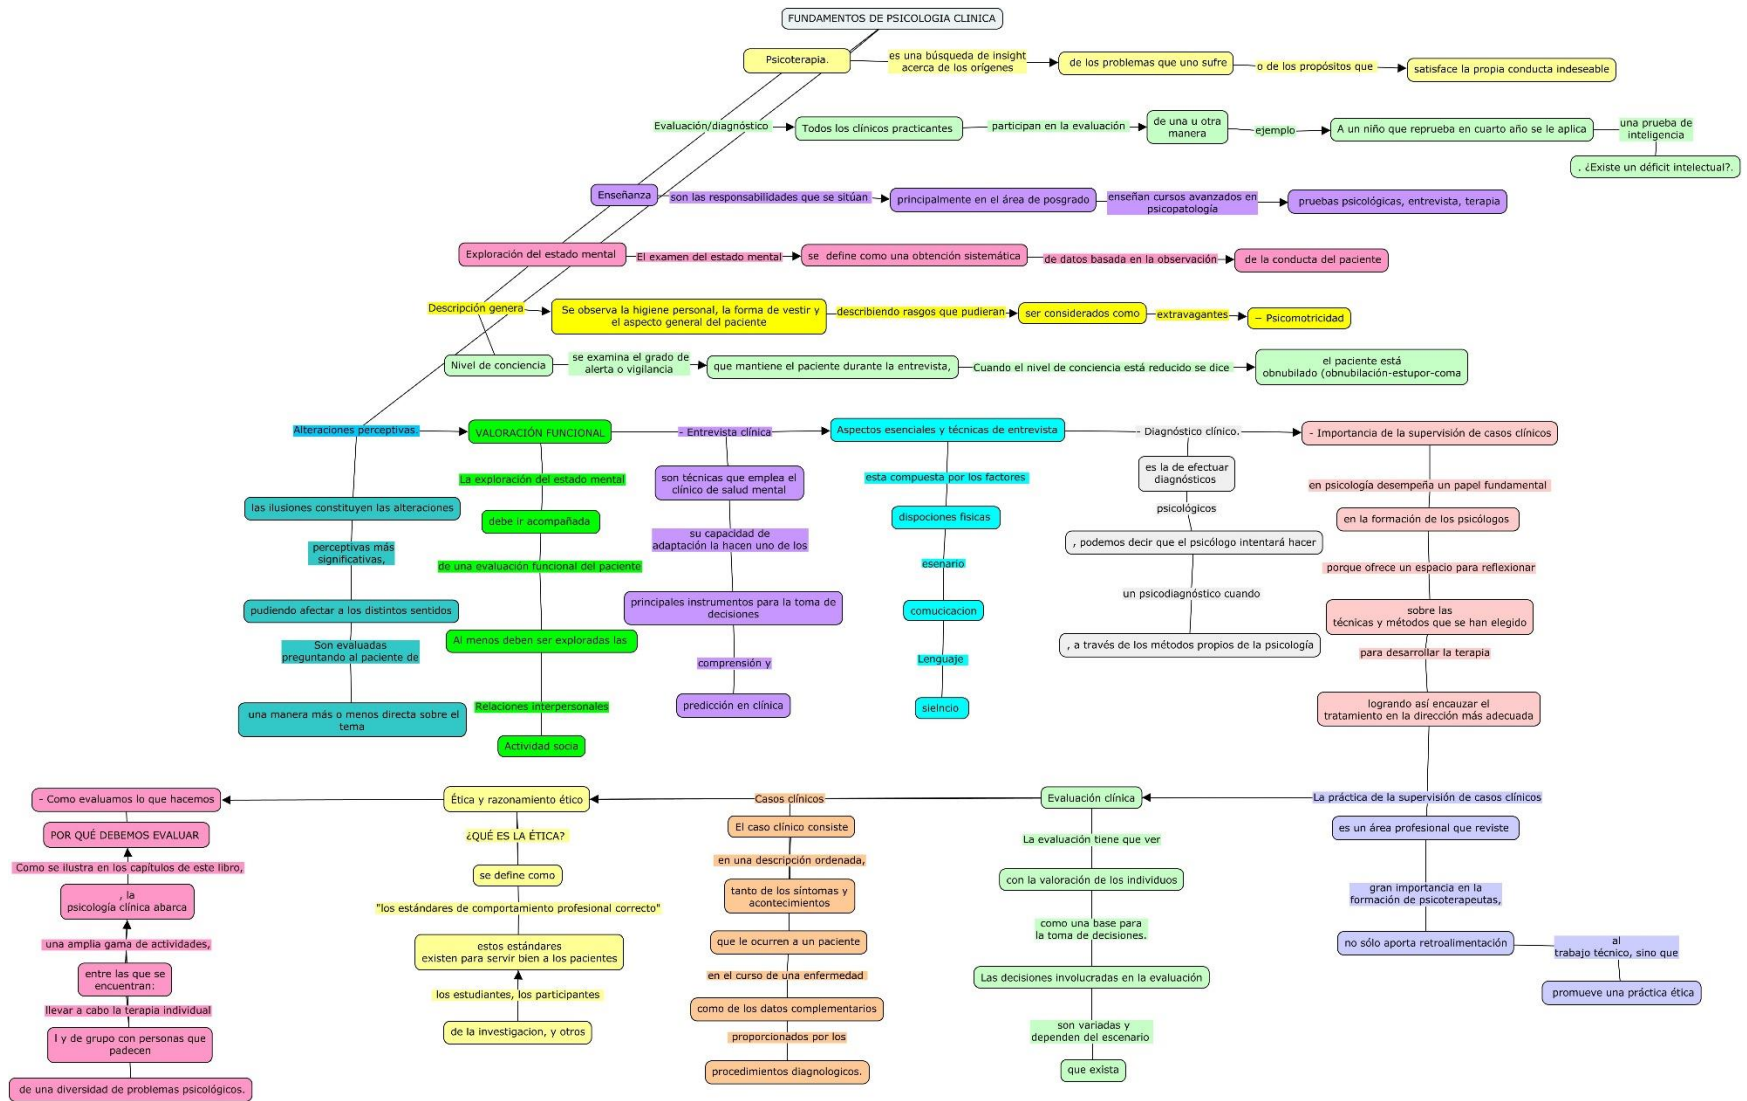 FUNDAMENTOS DE PSICOLOGIA CLINICA
Psicoterapia.
es una búsqueda de insight
acerca de los orígenes
de los problemas que uno sufre
o de los propósitos que
satisface la propia conducta indeseable
Evaluación/diagnóstico
Todos los clínicos practicantes
participan en la evaluación
de una u otra
manera
ejemplo
A un niño que reprueba en cuarto año se le aplica
una prueba de
inteligencia
. ¿Existe un déficit intelectual?.
Enseñanza
son las responsabilidades que se sitúan
principalmente en el área de posgrado
enseñan cursos avanzados en
psicopatología
pruebas psicológicas, entrevista, terapia
Exploración del estado mental
El examen del estado mental
se define como una obtención sistemática
de datos basada en la observación
de la conducta del paciente
Descripción genera
Se observa la higiene personal, la forma de vestir y
el aspecto general del paciente
describiendo rasgos que pudieran
ser considerados como
extravagantes
− Psicomotricidad
Nivel de conciencia
se examina el grado de
alerta o vigilancia
que mantiene el paciente durante la entrevista,
Cuando el nivel de conciencia está reducido se dice
el paciente está
obnubilado (obnubilación-estupor-coma
Alteraciones perceptivas.
las ilusiones constituyen las alteraciones
perceptivas más
significativas,
pudiendo afectar a los distintos sentidos
Son evaluadas
preguntando al paciente de
una manera más o menos directa sobre el
tema
VALORACIÓN FUNCIONAL
La exploración del estado mental
debe ir acompañada
de una evaluación funcional del paciente
Al menos deben ser exploradas las
Relaciones interpersonales
Actividad socia
- Entrevista clínica
son técnicas que emplea el
clínico de salud mental
su capacidad de
adaptación la hacen uno de los
principales instrumentos para la toma de
decisiones
comprensión y
predicción en clínica
Aspectos esenciales y técnicas de entrevista
esta compuesta por los factores
dispociones fisicas
esenario
comucicacion
Lenguaje
sielncio
- Diagnóstico clínico.
es la de efectuar
diagnósticos
psicológicos
, podemos decir que el psicólogo intentará hacer
un psicodiagnóstico cuando
, a través de los métodos propios de la psicología
- Importancia de la supervisión de casos clínicos
en psicología desempeña un papel fundamental
en la formación de los psicólogos
porque ofrece un espacio para reflexionar
sobre las
técnicas y métodos que se han elegido
para desarrollar la terapia
logrando así encauzar el
tratamiento en la dirección más adecuada
La práctica de la supervisión de casos clínicos
es un área profesional que reviste
gran importancia en la
formación de psicoterapeutas,
no sólo aporta retroalimentación
al
trabajo técnico, sino que
promueve una práctica ética
Evaluación clínica
La evaluación tiene que ver
con la valoración de los individuos
como una base para
la toma de decisiones.
Las decisiones involucradas en la evaluación
son variadas y
dependen del escenario
que exísta
Casos clínicos
El caso clínico consiste
en una descripción ordenada,
tanto de los síntomas y
acontecimientos
que le ocurren a un paciente
en el curso de una enfermedad
como de los datos complementarios
proporcionados por los
procedimientos diagnologicos.
Ética y razonamiento ético
¿QUÉ ES LA ÉTICA?
se define como
"los estándares de comportamiento profesional correcto"
estos estándares
existen para servir bien a los pacientes
los estudiantes, los participantes
de la investigacion, y otros
- Como evaluamos lo que hacemos
POR QUÉ DEBEMOS EVALUAR
Como se ilustra en los capítulos de este libro,
, la
psicología clínica abarca
una amplia gama de actividades,
entre las que se
encuentran:
llevar a cabo la terapia individual
l y de grupo con personas que
padecen
de una diversidad de problemas psicológicos.